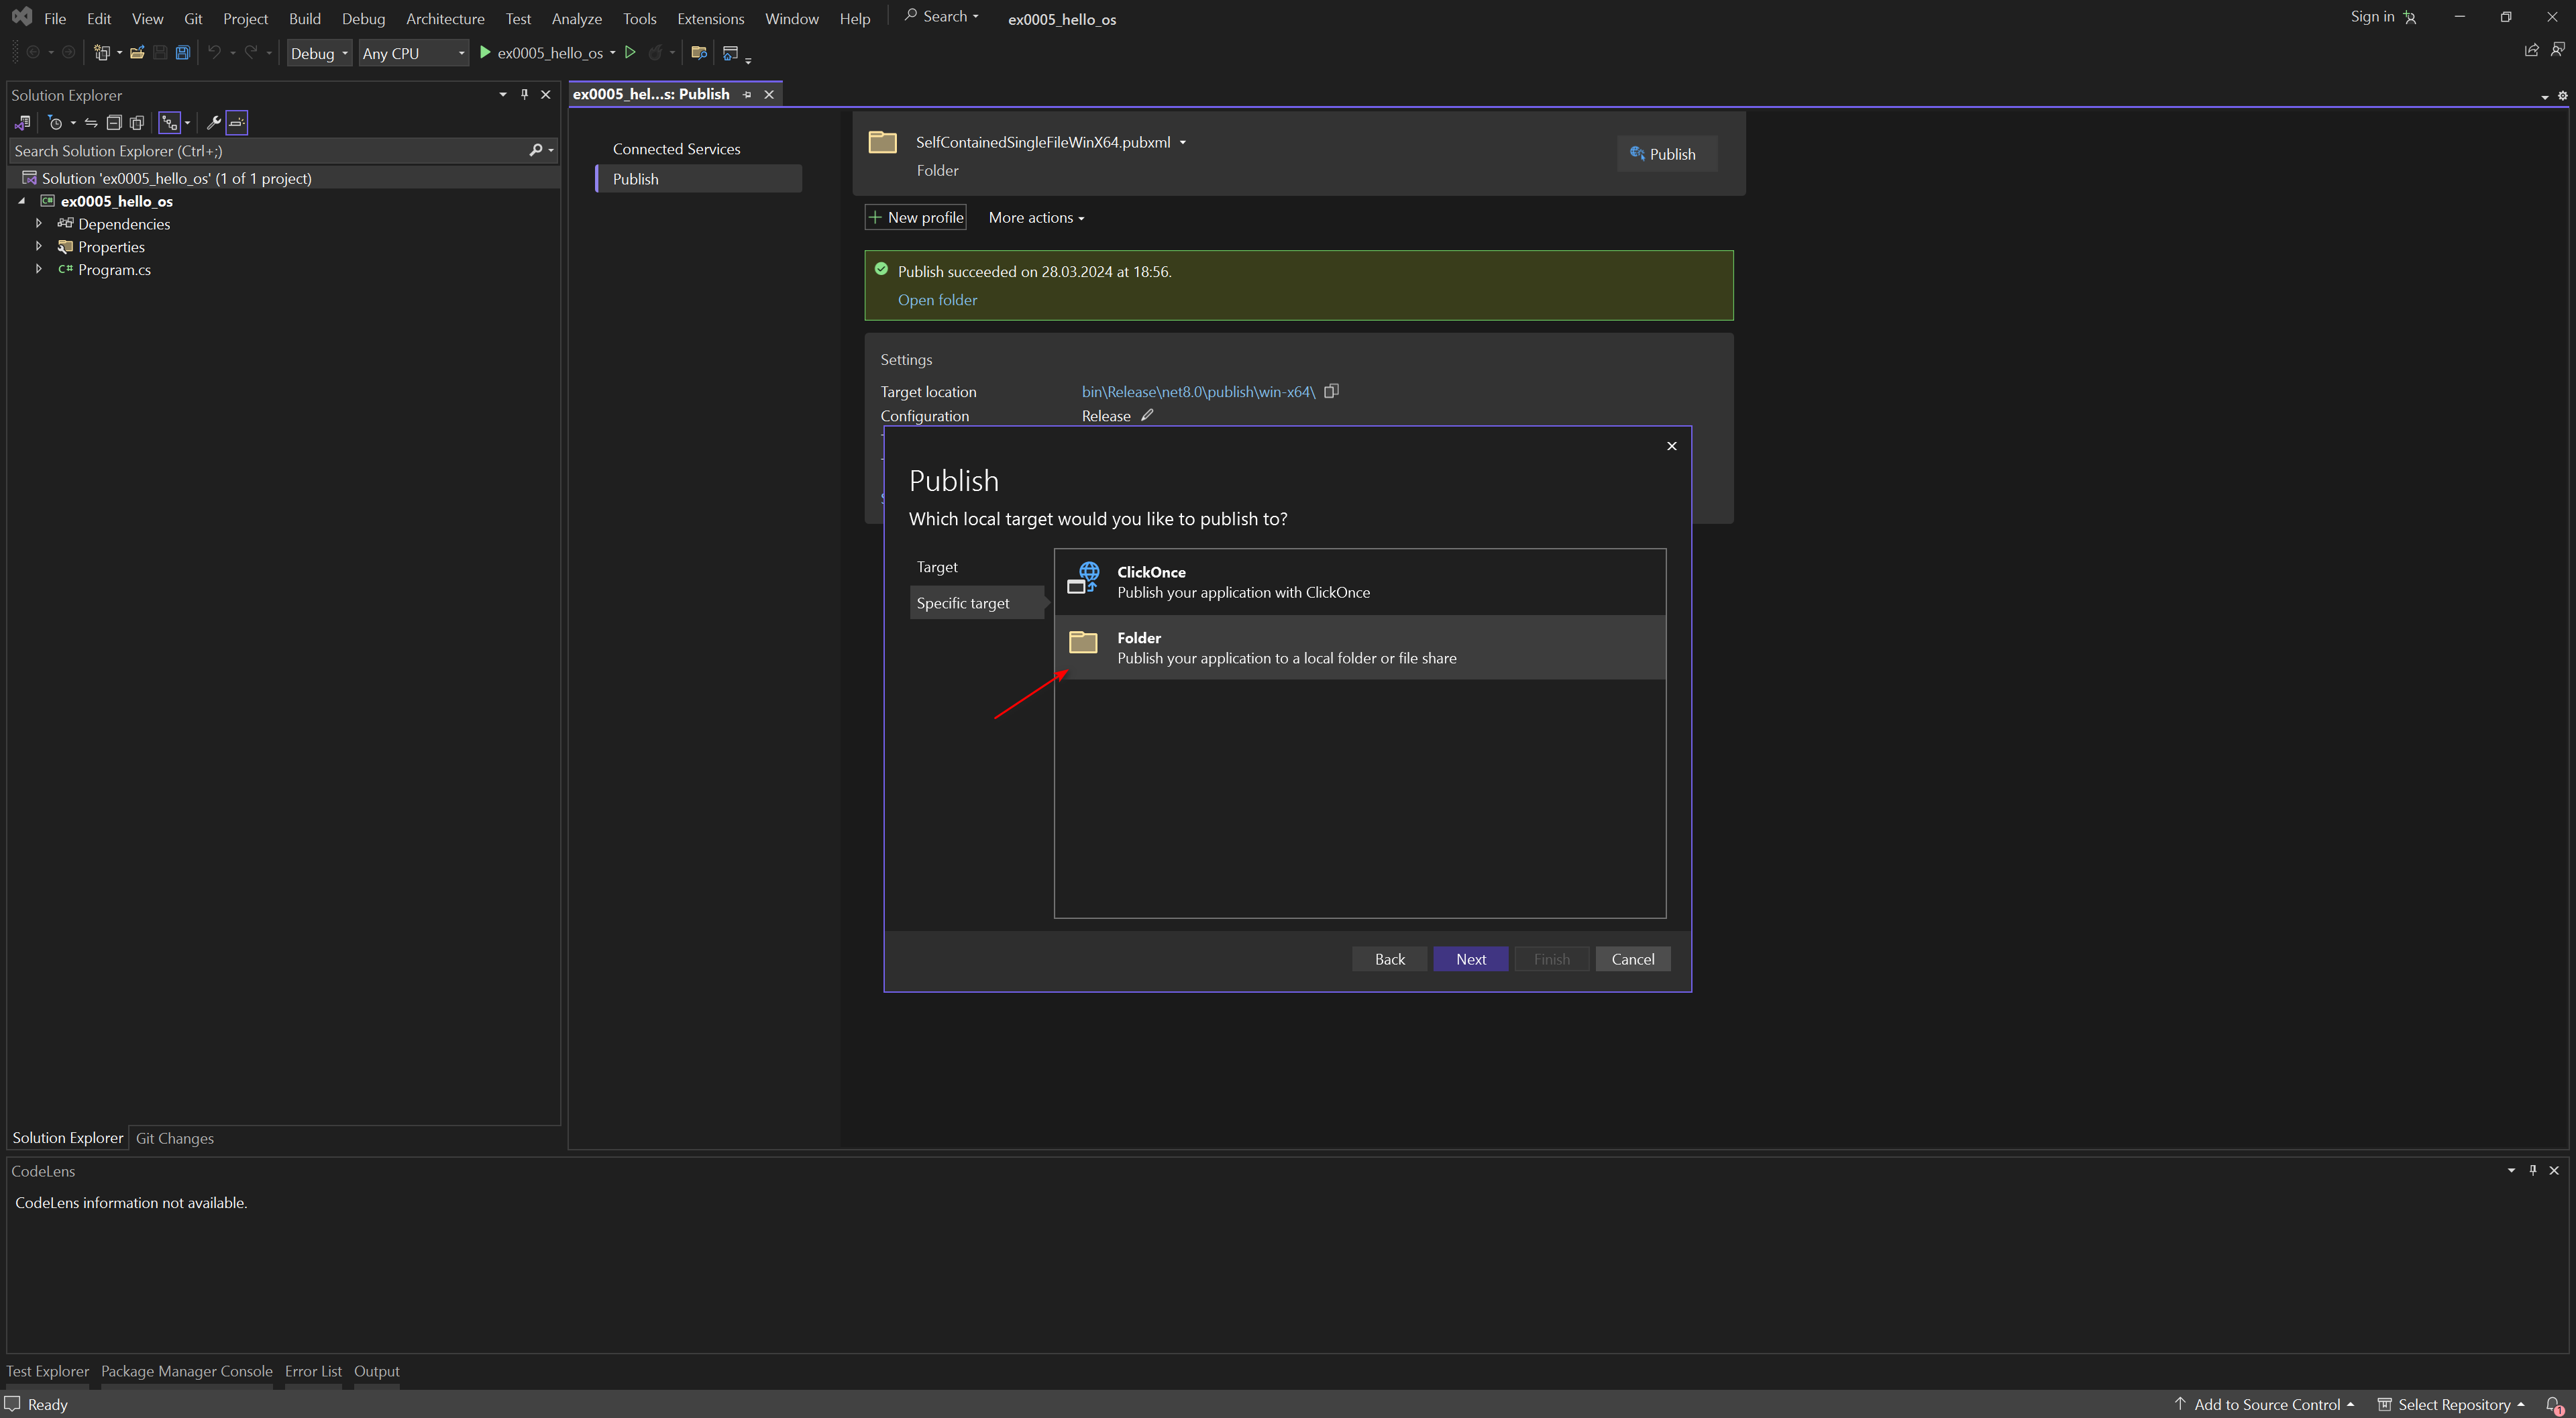 File Edit View Git Project Build Debug Architecture Test Analyze Tools Extensions Window Help Search ex0005_hello_os Sign in
Debug Any CPU ex0005_hello_os
Solution Explorer
Search Solution Explorer (Ctrl+;)
Solution 'ex0005_hello_os' (1 of 1 project)
C# ex0005_hello_os
Dependencies
Properties
C# Program.cs
Solution Explorer Git Changes
ex0005_hel...s: Publish
Connected Services
Publish
SelfContainedSingleFileWinX64.pubxml
Folder
Publish
New profile More actions
Publish succeeded on 28.03.2024 at 18:56.
Open folder
Settings
Target location bin\Release\net8.0\publish\win-x64\
Configuration Release
Publish
Which local target would you like to publish to?
Target
Specific target
ClickOnce
Publish your application with ClickOnce
Folder
Publish your application to a local folder or file share
Back Next Finish Cancel
CodeLens
CodeLens information not available.
Test Explorer Package Manager Console Error List Output
Ready Add to Source Control Select Repository 1